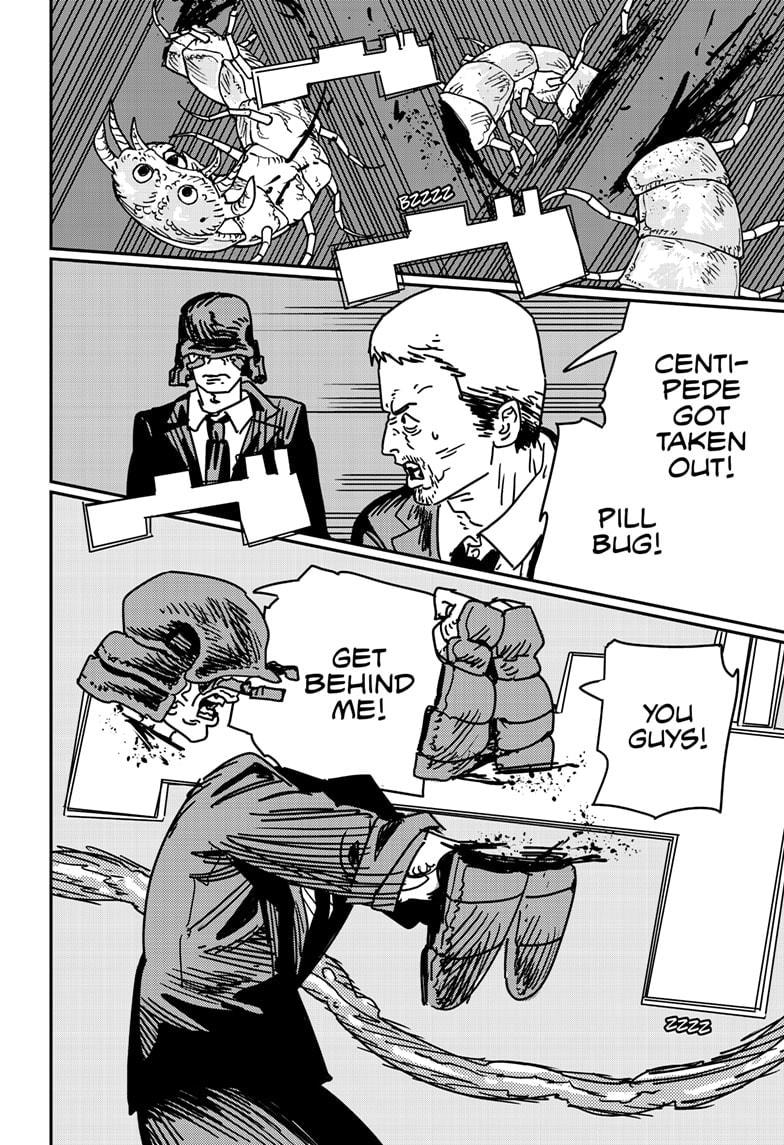 BZZZZ
CENTI-
PEDE
GOT
TAKEN
OUT!
PILL
BUG!
GET
BEHIND
ME!
YOU
GUYS!
ZZZZ